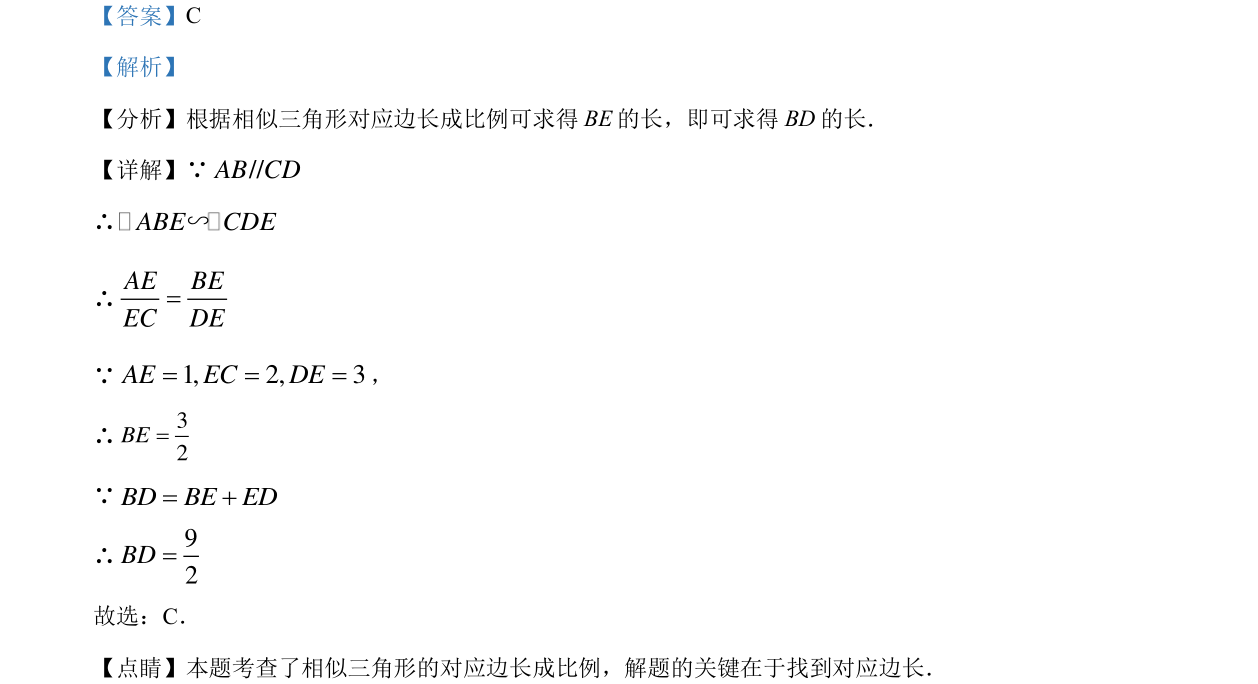 【答案】C
【解析】
【分析】根据相似三角形对应边长成比例可求得 BE 的长，即可求得 BD 的长．
【详解】∵ AB//CD
∴□ABE∽□CDE
∴ AE/EC = BE/DE
∵ AE = 1, EC = 2, DE = 3，
∴ BE = 3/2
∵ BD = BE + ED
∴ BD = 9/2
故选：C．
【点睛】本题考查了相似三角形的对应边长成比例，解题的关键在于找到对应边长．